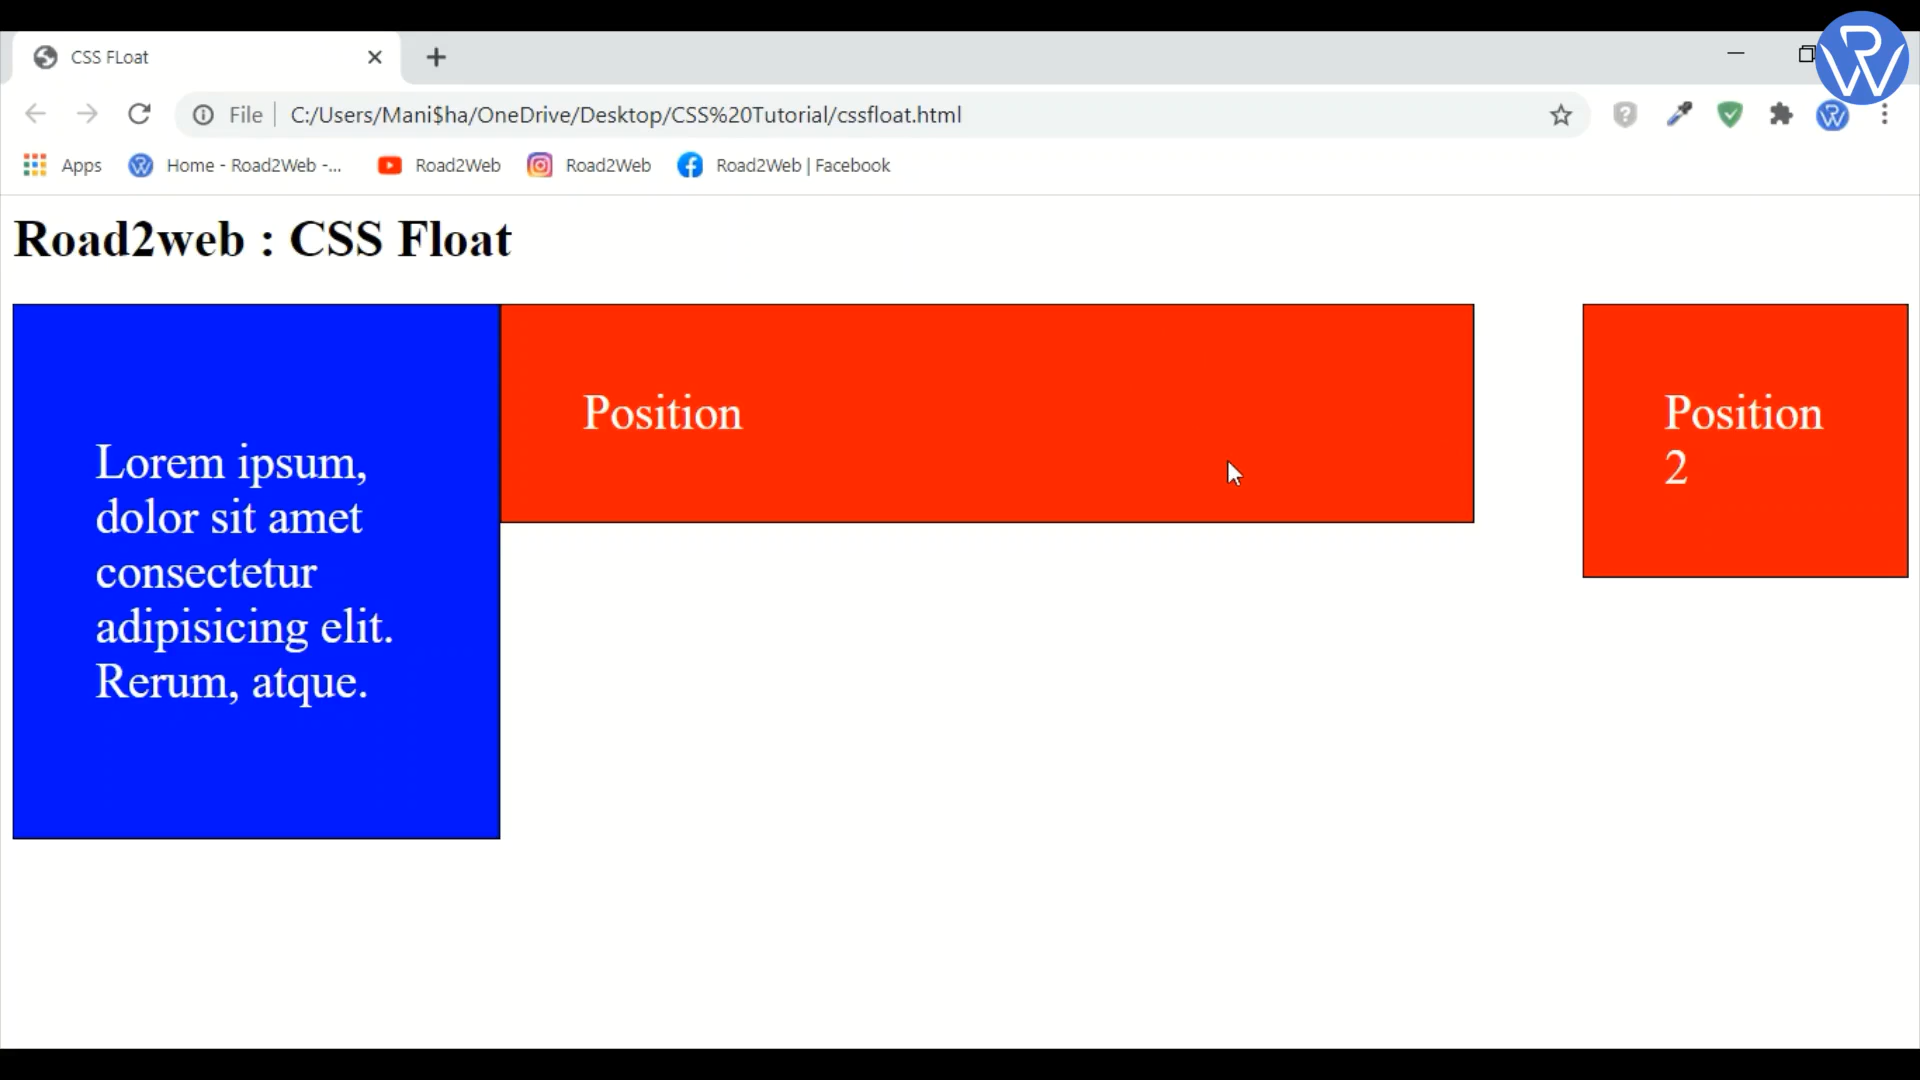 CSS FLoat
File C:/Users/Mani$ha/OneDrive/Desktop/CSS%20Tutorial/cssfloat.html
Apps Home - Road2Web -... Road2Web Road2Web Road2Web | Facebook
Road2web : CSS Float
Lorem ipsum,
dolor sit amet
consectetur
adipisicing elit.
Rerum, atque.
Position
Position
2